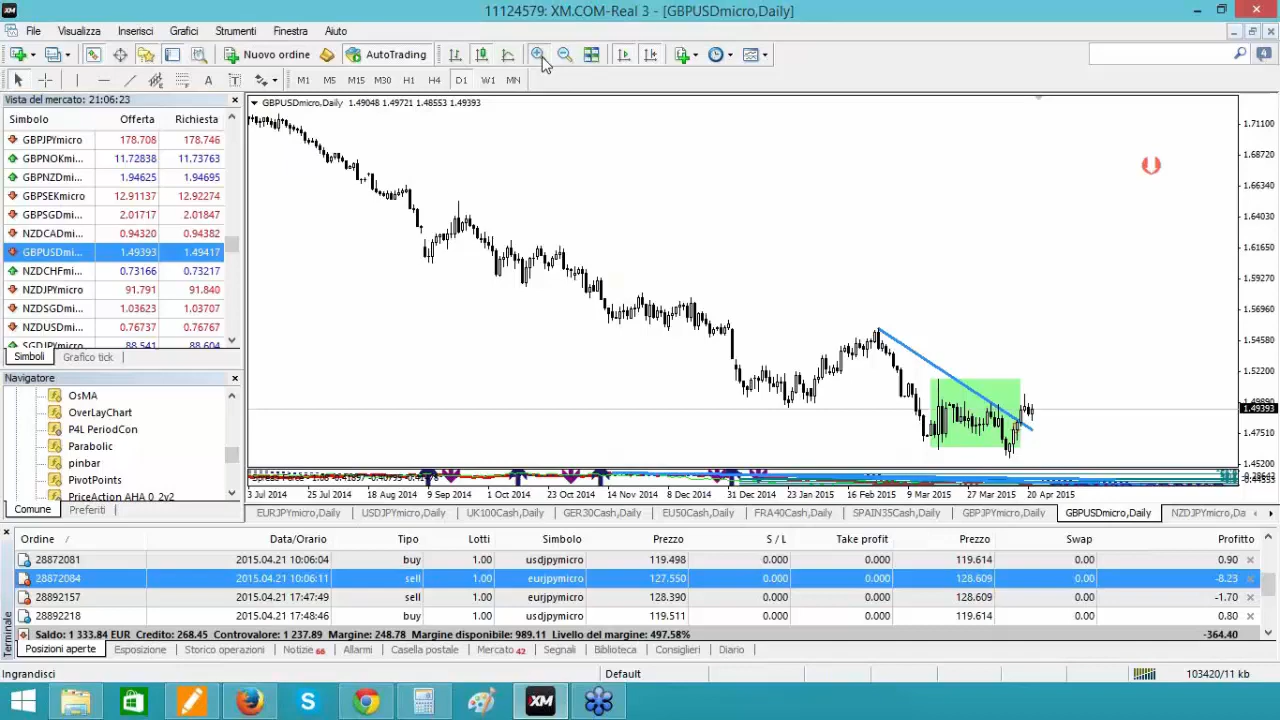 XM 11124579: XM.COM-Real 3 - [GBPUSDmicro,Daily]
File Visualizza Inserisci Grafici Strumenti Finestra Aiuto
Nuovo ordine AutoTrading 4
A T M1 M5 M15 M30 H1 H4 D1 W1 MN
Vista del mercato: 21:06:23
Simbolo Offerta Richiesta
GBPJPYmicro 178.708 178.746
GBPNOKmi... 11.72838 11.73763
GBPNZDmi... 1.94625 1.94695
GBPSEKmicro 12.91137 12.92274
GBPSGDmi... 2.01717 2.01847
NZDCADmi... 0.94320 0.94382
GBPUSDmi... 1.49393 1.49417
NZDCHFmi... 0.73166 0.73217
NZDJPYmicro 91.791 91.840
NZDSGDmi... 1.03623 1.03707
NZDUSDmi... 0.76737 0.76767
SGDJPYmicro 88.541 88.604
Simboli Grafico tick
Navigatore
OsMA
OverLayChart
P4L PeriodCon
Parabolic
pinbar
PivotPoints
PriceAction AHA 0 2v2
Comune Preferiti
GBPUSDmicro,Daily 1.49048 1.49721 1.48553 1.49393
1.71100
1.68720
1.66340
1.64030
1.61650
1.59270
1.56960
1.54580
1.52200
1.49393
1.47510
1.45200
3 Jul 2014 25 Jul 2014 18 Aug 2014 9 Sep 2014 1 Oct 2014 23 Oct 2014 14 Nov 2014 8 Dec 2014 31 Dec 2014 23 Jan 2015 16 Feb 2015 9 Mar 2015 27 Mar 2015 20 Apr 2015
EURJPYmicro,Daily USDJPYmicro,Daily UK100Cash,Daily GER30Cash,Daily EU50Cash,Daily FRA40Cash,Daily SPAIN35Cash,Daily GBPJPYmicro,Daily GBPUSDmicro,Daily NZDJPYmicro,Da
Ordine / Data/Orario Tipo Lotti Simbolo Prezzo S / L Take profit Prezzo Swap Profitto
28872081 2015.04.21 10:06:04 buy 1.00 usdjpymicro 119.498 0.000 0.000 119.614 0.00 0.90
28872084 2015.04.21 10:06:11 sell 1.00 eurjpymicro 127.550 0.000 0.000 128.609 0.00 -8.23
28892157 2015.04.21 17:47:49 sell 1.00 eurjpymicro 128.390 0.000 0.000 128.609 0.00 -1.70
28892218 2015.04.21 17:48:46 buy 1.00 usdjpymicro 119.511 0.000 0.000 119.614 0.00 0.80
Saldo: 1 333.84 EUR Credito: 268.45 Controvalore: 1 237.89 Margine: 248.78 Margine disponibile: 989.11 Livello del margine: 497.58% -364.40
Terminale
Posizioni aperte Esposizione Storico operazioni Notizie 66 Allarmi Casella postale Mercato 42 Segnali Biblioteca Consiglieri Diario
Ingrandisci Default 103420/11 kb
XM